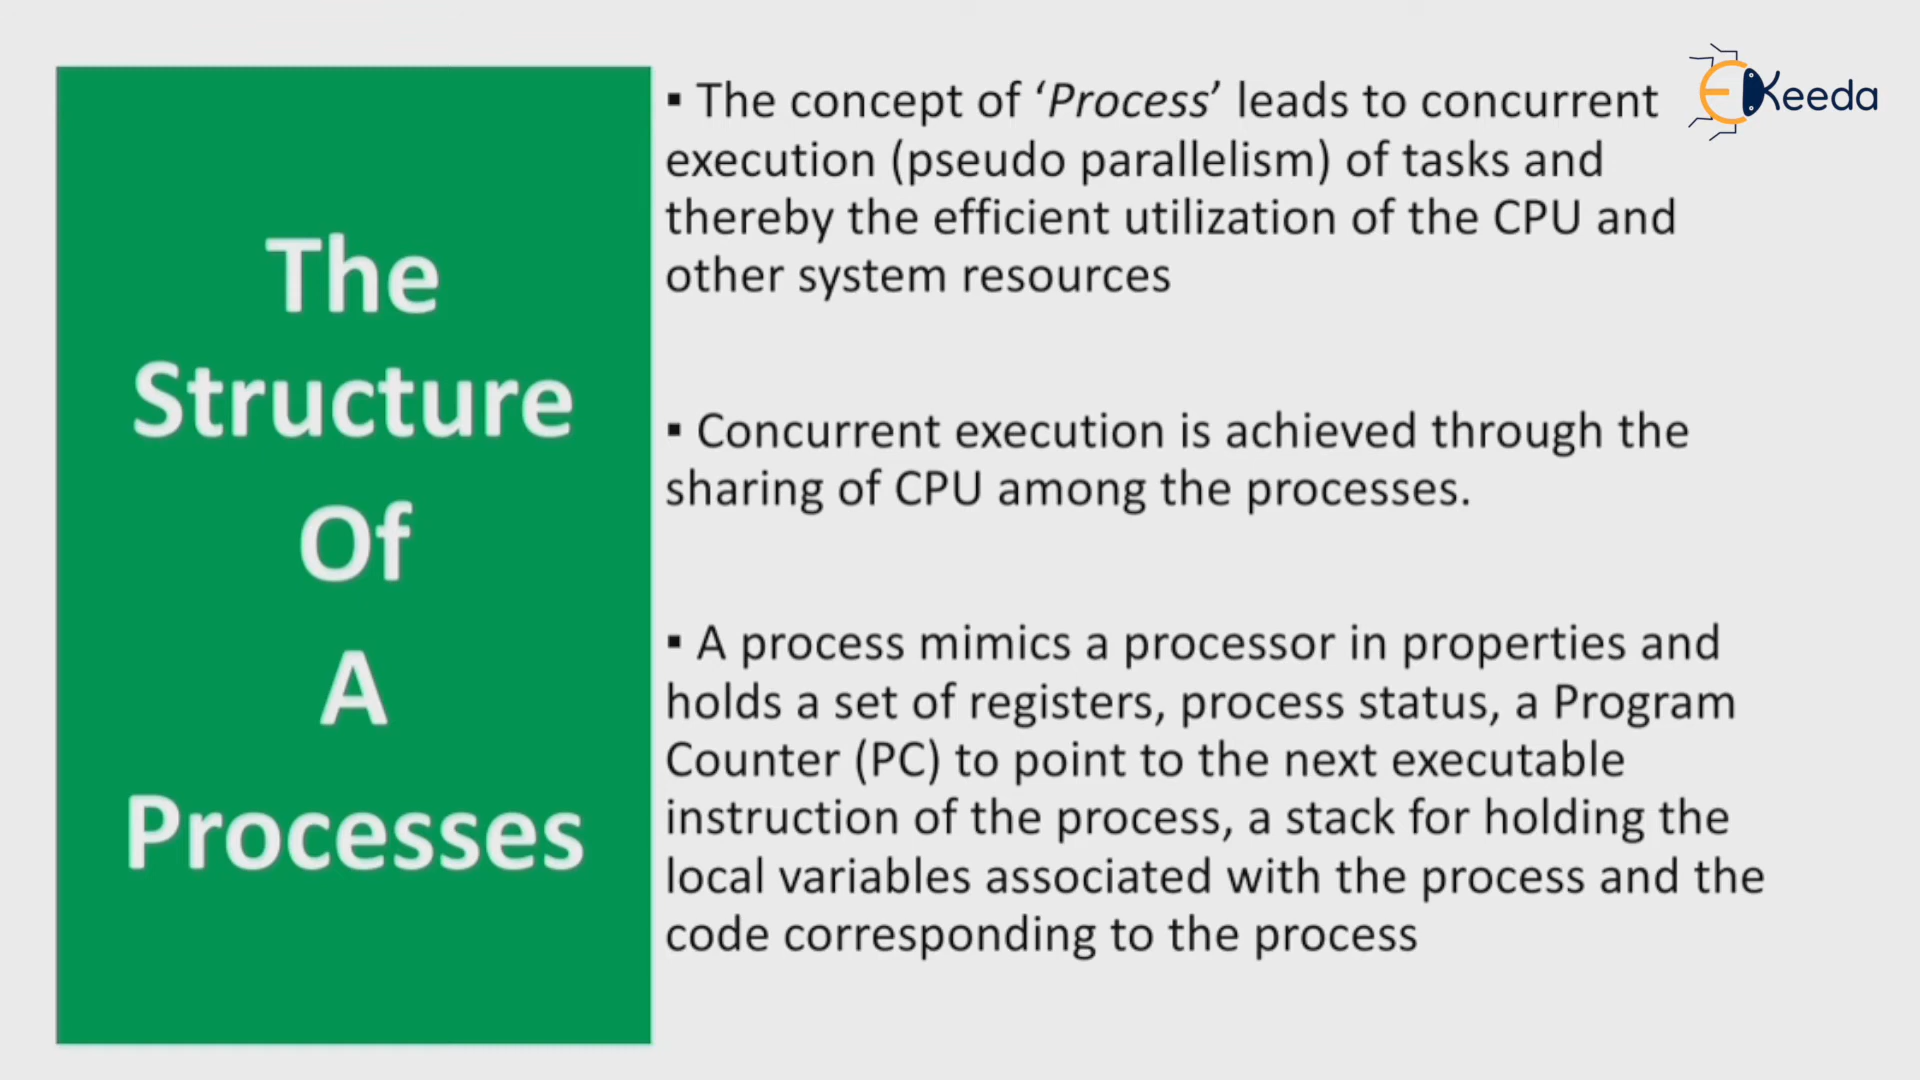 The
Structure
Of
A
Processes
▪ The concept of ‘Process’ leads to concurrent
execution (pseudo parallelism) of tasks and
thereby the efficient utilization of the CPU and
other system resources
▪ Concurrent execution is achieved through the
sharing of CPU among the processes.
▪ A process mimics a processor in properties and
holds a set of registers, process status, a Program
Counter (PC) to point to the next executable
instruction of the process, a stack for holding the
local variables associated with the process and the
code corresponding to the process
EKeeda